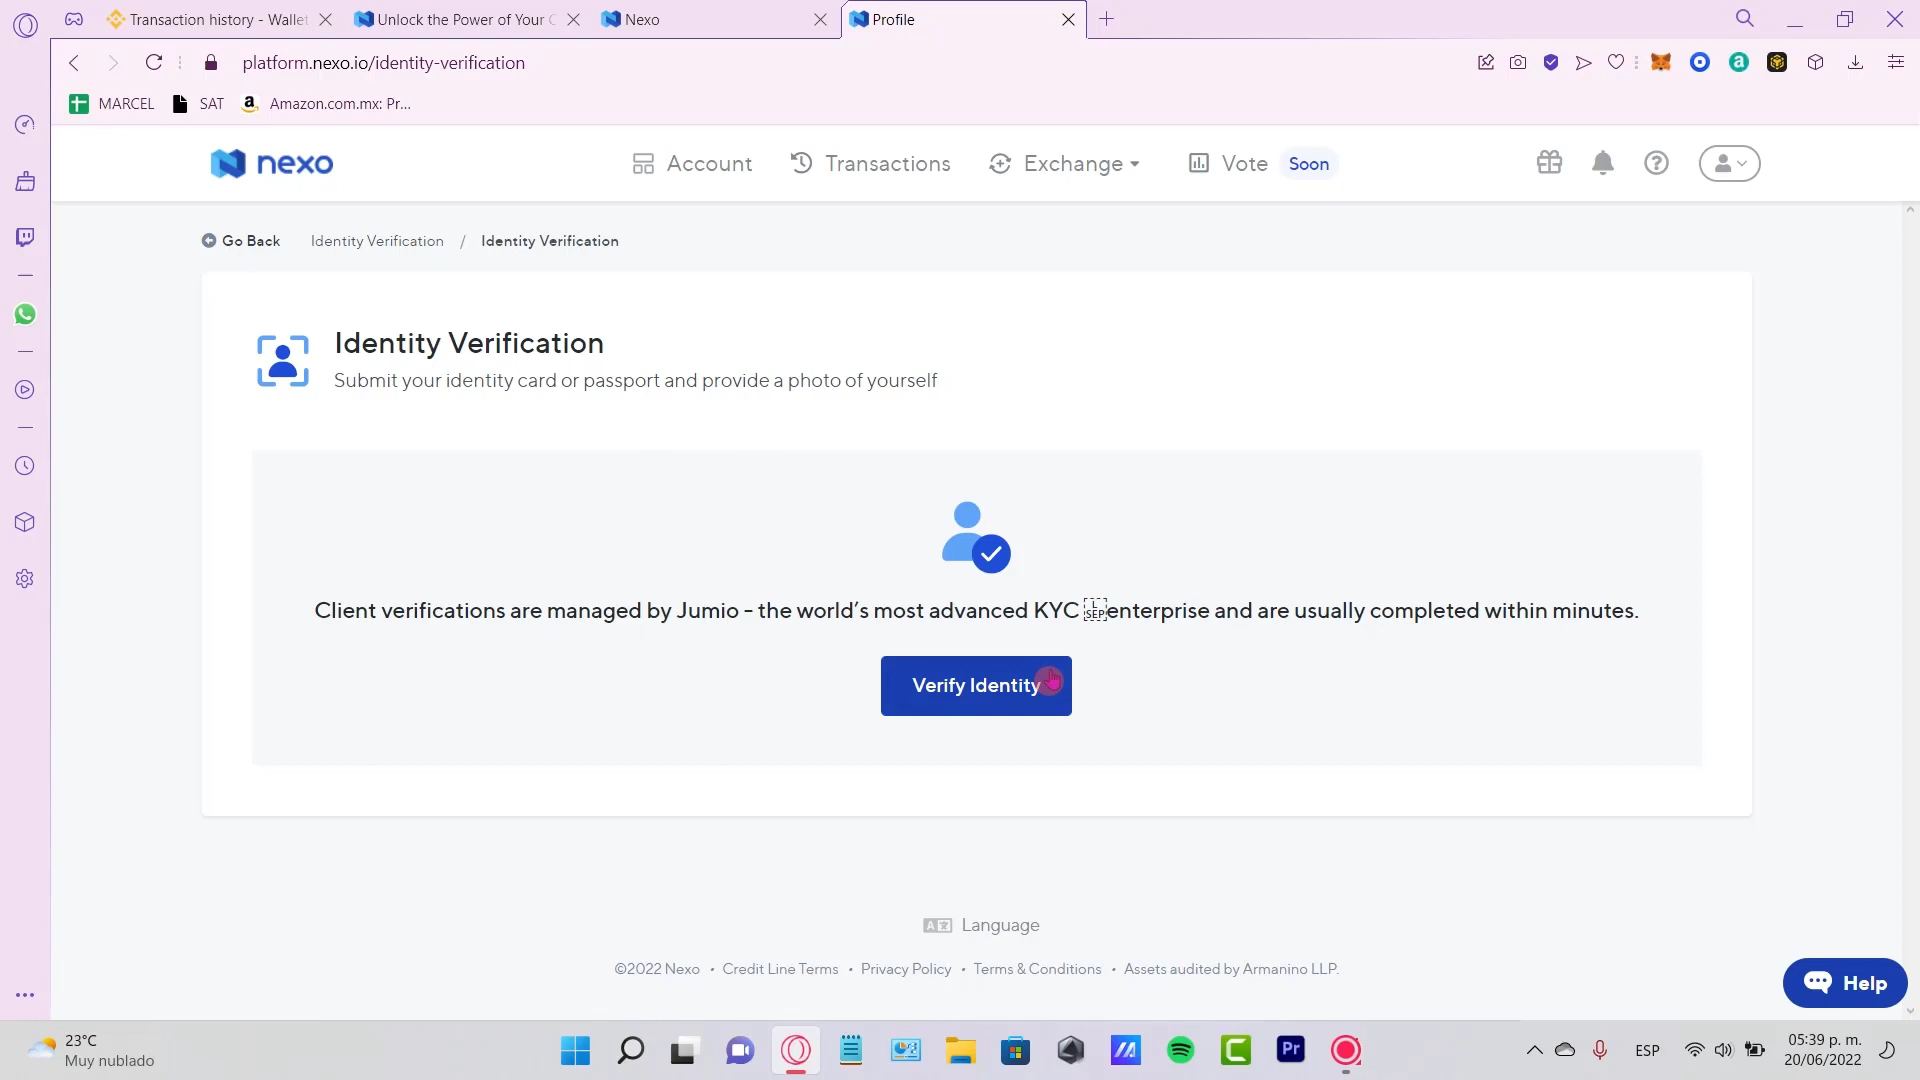 Transaction history - Wallet
Unlock the Power of Your C
Nexo
Profile
platform.nexo.io/identity-verification
MARCEL
SAT
Amazon.com.mx: Pr...
nexo
Account
Transactions
Exchange
Vote
Soon
Go Back
Identity Verification / Identity Verification
Identity Verification
Submit your identity card or passport and provide a photo of yourself
Client verifications are managed by Jumio - the world’s most advanced KYC L SEP enterprise and are usually completed within minutes.
Verify Identity
Language
©2022 Nexo • Credit Line Terms • Privacy Policy • Terms & Conditions • Assets audited by Armanino LLP.
Help
23°C
Muy nublado
Pr
ESP
05:39 p. m.
20/06/2022